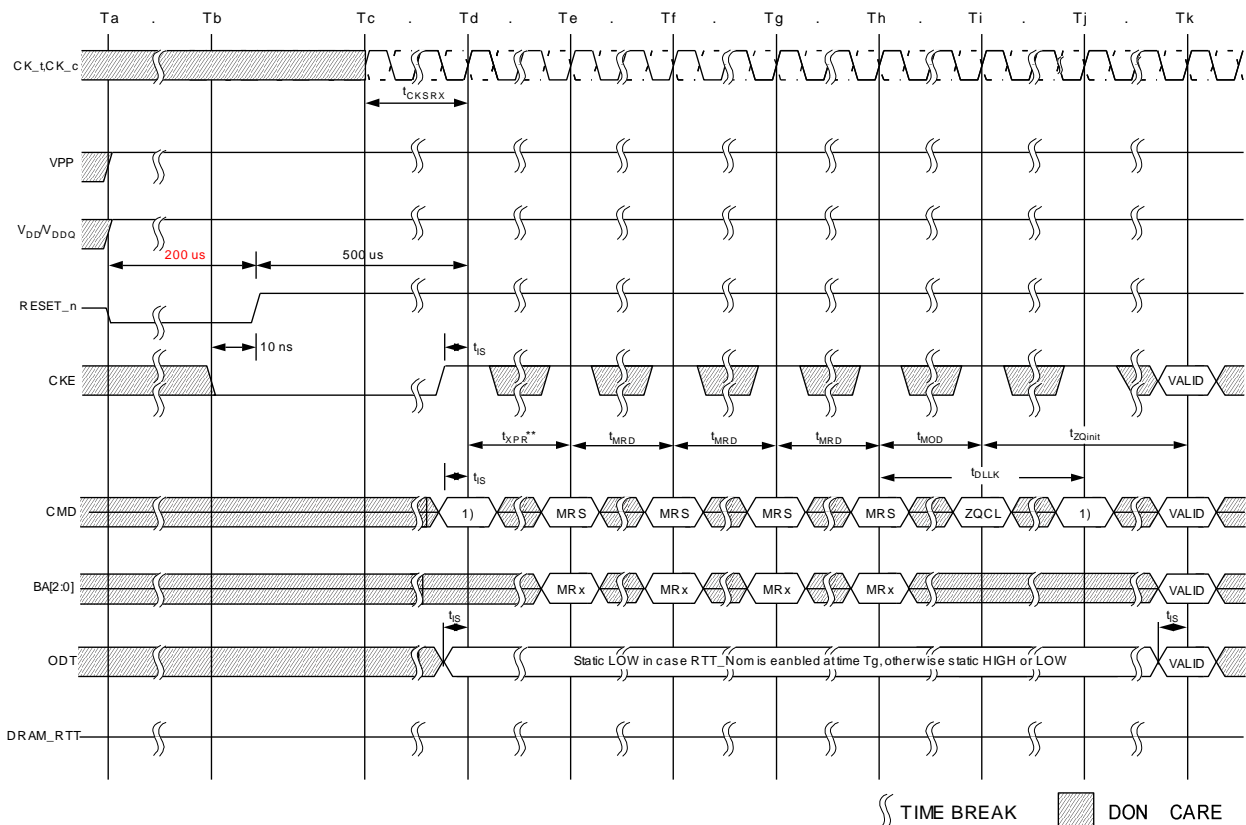 Ta . Tb Tc . Td . Te . Tf . Tg . Th . Ti . Tj . Tk
CK_t,CK_c
tCKSRX
VPP
VDD/VDDQ
200 us 500 us
RESET_n
10 ns tIS
CKE VALID
tXPR** tMRD tMRD tMRD tMOD tZQinit
tIS tDLLK
CMD 1) MRS MRS MRS MRS ZQCL 1) VALID
BA[2:0] MRx MRx MRx MRx VALID
tIS tIS
ODT Static LOW in case RTT_Nom is eanbled at time Tg, otherwise static HIGH or LOW VALID
DRAM_RTT
TIME BREAK DON CARE